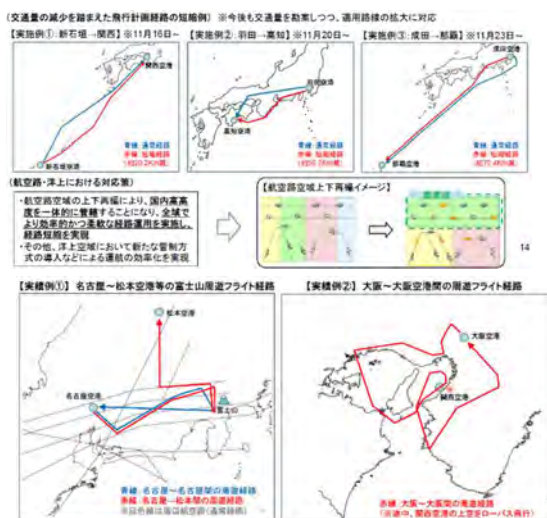 (交通量の減少を踏まえた飛行計画経路の短縮例) ※今後も交通量を勘案しつつ、適用路線の拡大に対応
【実施例①:新石垣→関西】 ※11月16日~
【実施例②:羽田→高知】 ※11月20日~
【実施例③:成田→那覇】 ※11月23日~
関西空港
新石垣空港
青線:通常経路
赤線:短縮経路
羽田空港
高知空港
青線:通常経路
赤線:短縮経路
成田空港
那覇空港
青線:通常経路
赤線:短縮経路
(航空路・洋上における対応策)
・航空路空域の上下再編により、国内高高
度を一体的に管轄することになり、全域で
より効率的かつ柔軟な経路運用を実施し、
経路短縮を実現
・その他、洋上空域において新たな管制方
式の導入などによる運航の効率化を実現
【航空路空域上下再編イメージ】
14
【実績例①】 名古屋~松本空港等の富士山周遊フライト経路
松本空港
名古屋空港
富士山
青線:名古屋~名古屋間の周遊経路
赤線:名古屋→松本間の周遊経路
【実績例②】 大阪~大阪空港間の周遊フライト経路
大阪空港
関西空港
赤線:大阪~大阪間の周遊経路
(※途中、関西空港の上空をローパス飛行)